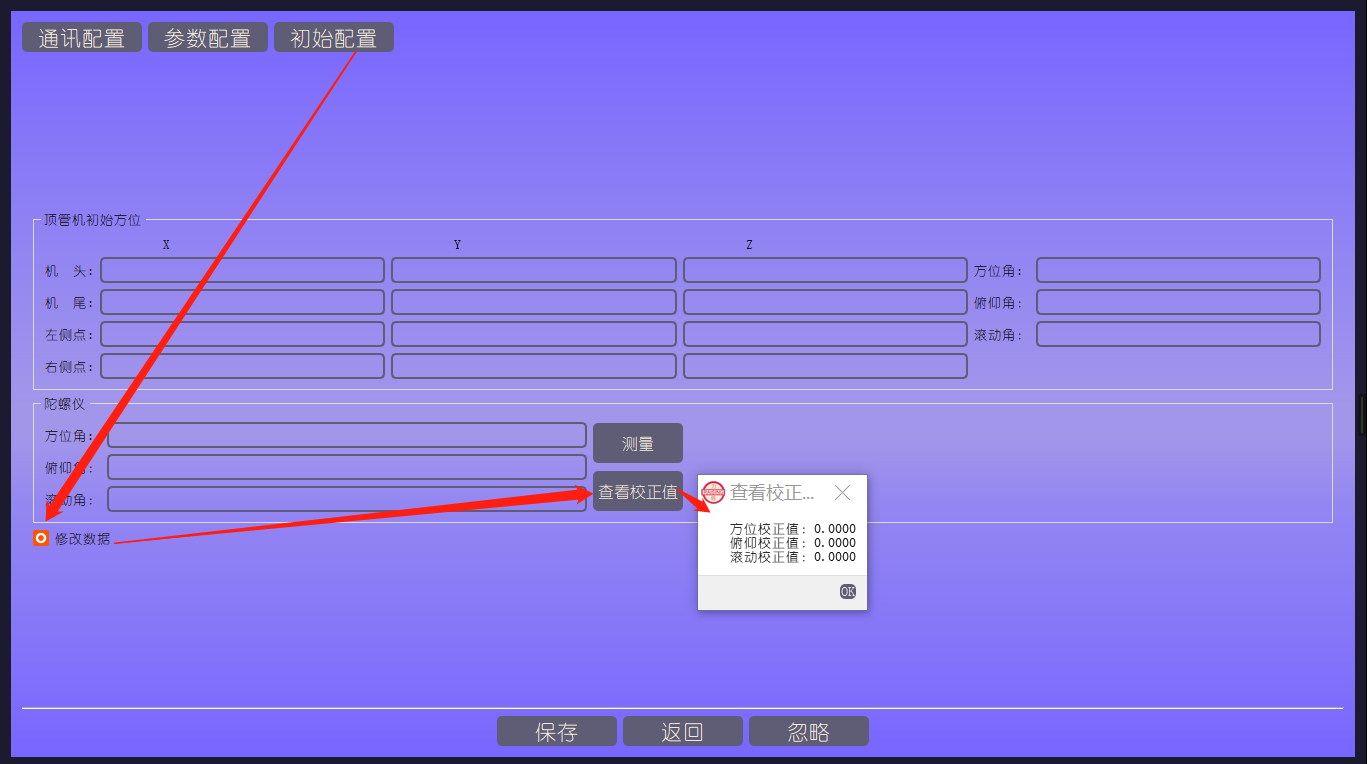 通讯配置 参数配置 初始配置
顶管机初始方位
X Y Z
机 头: 方位角:
机 尾: 俯仰角:
左侧点: 滚动角:
右侧点:
陀螺仪
方位角: 测量
俯仰角:
滚动角: 查看校正值
修改数据
查看校正...
方位校正值: 0.0000
俯仰校正值: 0.0000
滚动校正值: 0.0000
OK
保存 返回 忽略